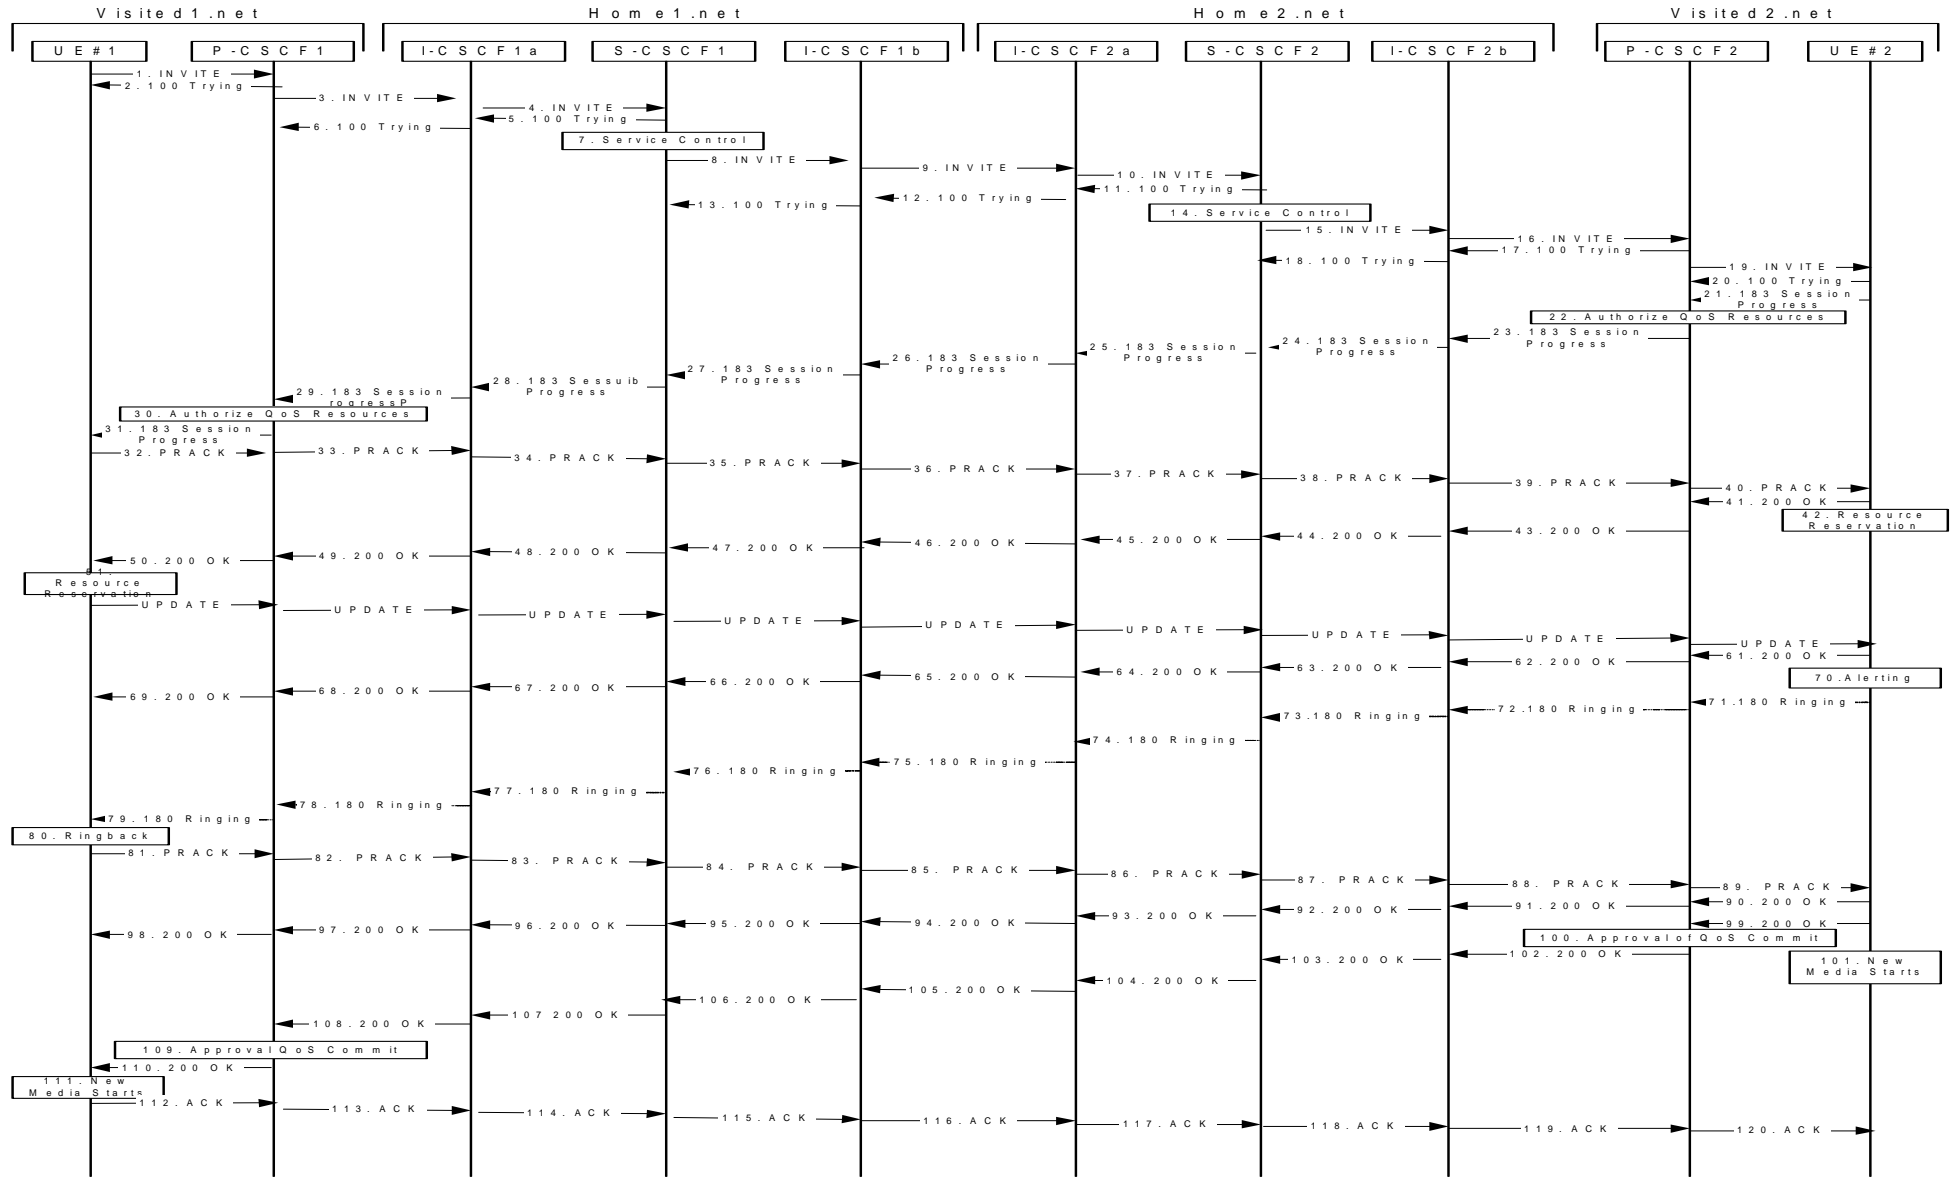 Visited1.net
Home1.net
Home2.net
Visited2.net
UE#1
P-CSCF1
I-CSCF1a
S-CSCF1
I-CSCF1b
I-CSCF2a
S-CSCF2
I-CSCF2b
P-CSCF2
UE#2
1. INVITE
2.100 Trying
3. INVITE
4. INVITE
5.100 Trying
6.100 Trying
7. Service Control
8. INVITE
9. INVITE
10. INVITE
11.100 Trying
12.100 Trying
13.100 Trying
14. Service Control
15. INVITE
16. INVITE
17.100 Trying
18.100 Trying
19. INVITE
20.100 Trying
21.183 Session
Progress
22. Authorize QoS Resources
23.183 Session
Progress
24.183 Session
Progress
25.183 Session
Progress
26.183 Session
Progress
27.183 Session
Progress
28.183 Sessuib
Progress
29.183 Session
rogressP
30. Authorize QoS Resources
31.183 Session
Progress
32. PRACK
33. PRACK
34. PRACK
35. PRACK
36. PRACK
37. PRACK
38. PRACK
39. PRACK
40. PRACK
41.200 OK
42. Resource
Reservation
43.200 OK
44.200 OK
45.200 OK
46.200 OK
47.200 OK
48.200 OK
49.200 OK
50.200 OK
51.
Resource
Reservation
UPDATE
UPDATE
UPDATE
UPDATE
UPDATE
UPDATE
UPDATE
UPDATE
UPDATE
61.200 OK
62.200 OK
63.200 OK
64.200 OK
65.200 OK
66.200 OK
67.200 OK
68.200 OK
69.200 OK
70.Alerting
71.180 Ringing
72.180 Ringing
73.180 Ringing
74.180 Ringing
75.180 Ringing
76.180 Ringing
77.180 Ringing
78.180 Ringing
79.180 Ringing
80. Ringback
81. PRACK
82. PRACK
83. PRACK
84. PRACK
85. PRACK
86. PRACK
87. PRACK
88. PRACK
89. PRACK
90.200 OK
91.200 OK
92.200 OK
93.200 OK
94.200 OK
95.200 OK
96.200 OK
97.200 OK
98.200 OK
99.200 OK
100. Approval of QoS Commit
101. New
Media Starts
102.200 OK
103.200 OK
104.200 OK
105.200 OK
106.200 OK
107 200 OK
108.200 OK
109. Approval QoS Commit
110.200 OK
111. New
Media Starts
112. ACK
113. ACK
114. ACK
115. ACK
116. ACK
117. ACK
118. ACK
119. ACK
120. ACK